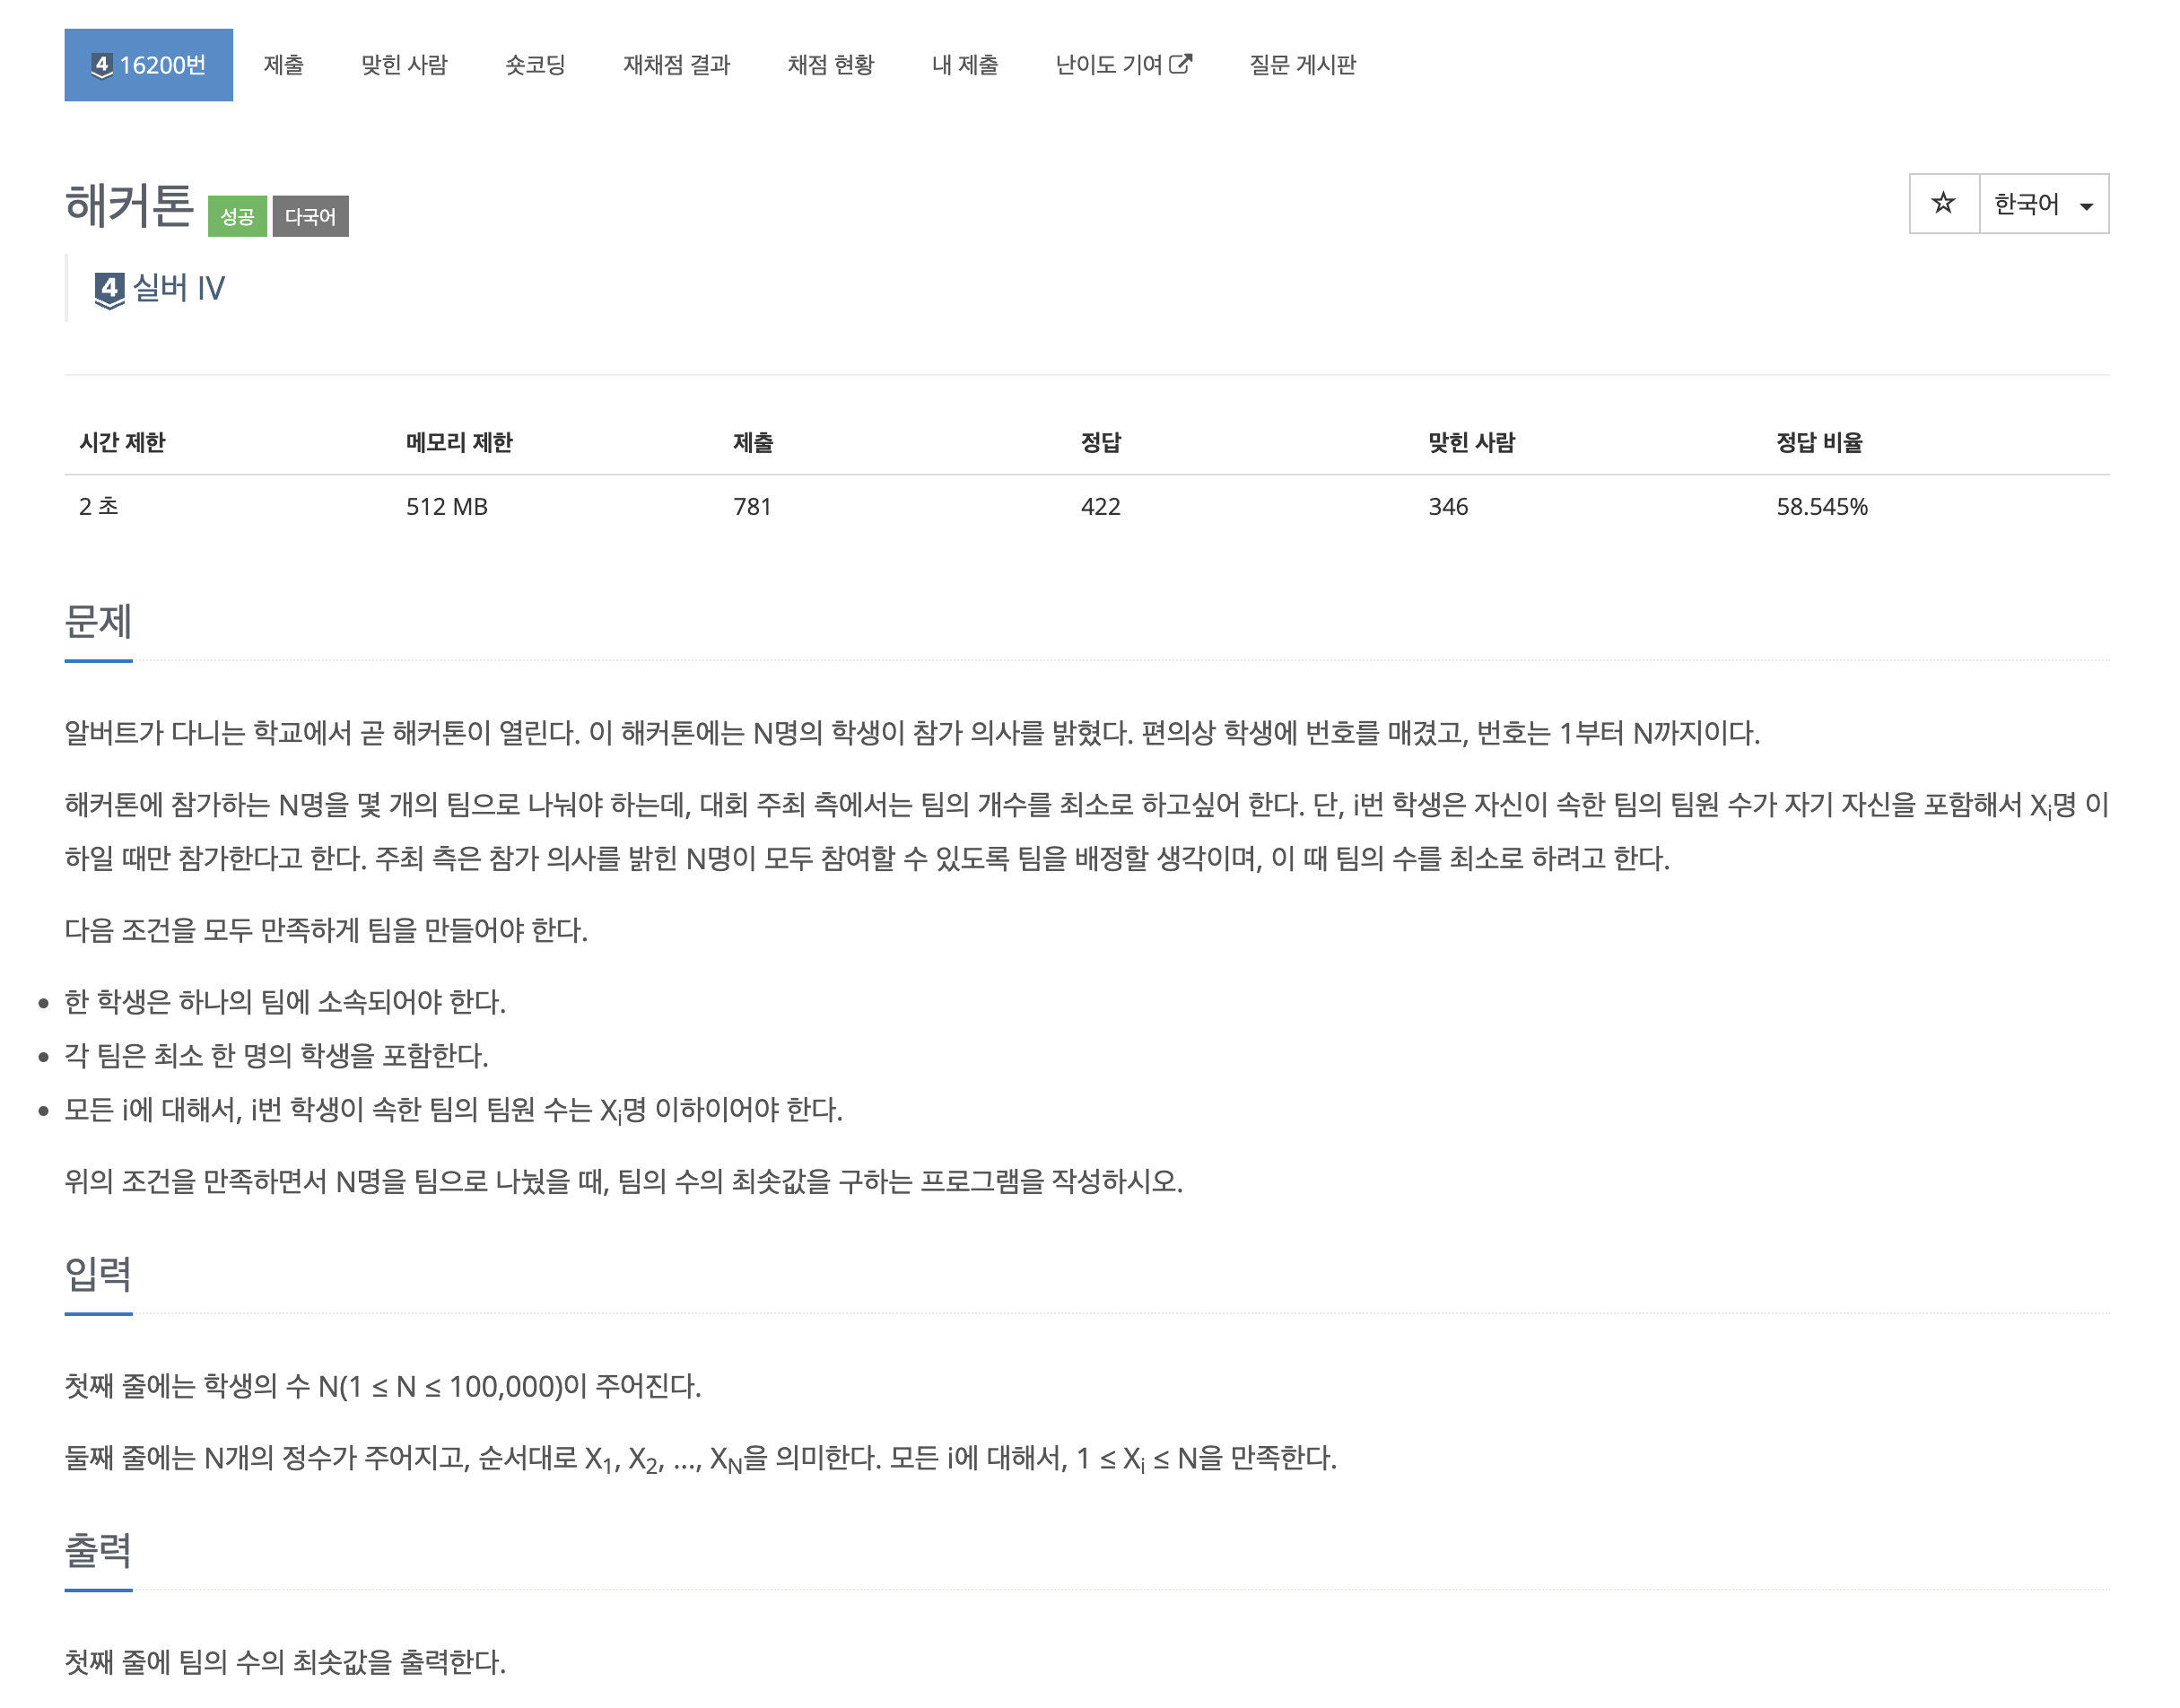 4 16200번 제출 맞힌 사람 숏코딩 재채점 결과 채점 현황 내 제출 난이도 기여 질문 게시판
해커톤 성공 다국어 ☆ 한국어
4 실버 IV
시간 제한 메모리 제한 제출 정답 맞힌 사람 정답 비율
2 초 512 MB 781 422 346 58.545%
문제
알버트가 다니는 학교에서 곧 해커톤이 열린다. 이 해커톤에는 N명의 학생이 참가 의사를 밝혔다. 편의상 학생에 번호를 매겼고, 번호는 1부터 N까지이다.
해커톤에 참가하는 N명을 몇 개의 팀으로 나눠야 하는데, 대회 주최 측에서는 팀의 개수를 최소로 하고싶어 한다. 단, i번 학생은 자신이 속한 팀의 팀원 수가 자기 자신을 포함해서 Xi명 이
하일 때만 참가한다고 한다. 주최 측은 참가 의사를 밝힌 N명이 모두 참여할 수 있도록 팀을 배정할 생각이며, 이 때 팀의 수를 최소로 하려고 한다.
다음 조건을 모두 만족하게 팀을 만들어야 한다.
• 한 학생은 하나의 팀에 소속되어야 한다.
• 각 팀은 최소 한 명의 학생을 포함한다.
• 모든 i에 대해서, i번 학생이 속한 팀의 팀원 수는 Xi명 이하이어야 한다.
위의 조건을 만족하면서 N명을 팀으로 나눴을 때, 팀의 수의 최솟값을 구하는 프로그램을 작성하시오.
입력
첫째 줄에는 학생의 수 N(1 ≤ N ≤ 100,000)이 주어진다.
둘째 줄에는 N개의 정수가 주어지고, 순서대로 X1, X2, ..., XN을 의미한다. 모든 i에 대해서, 1 ≤ Xi ≤ N을 만족한다.
출력
첫째 줄에 팀의 수의 최솟값을 출력한다.